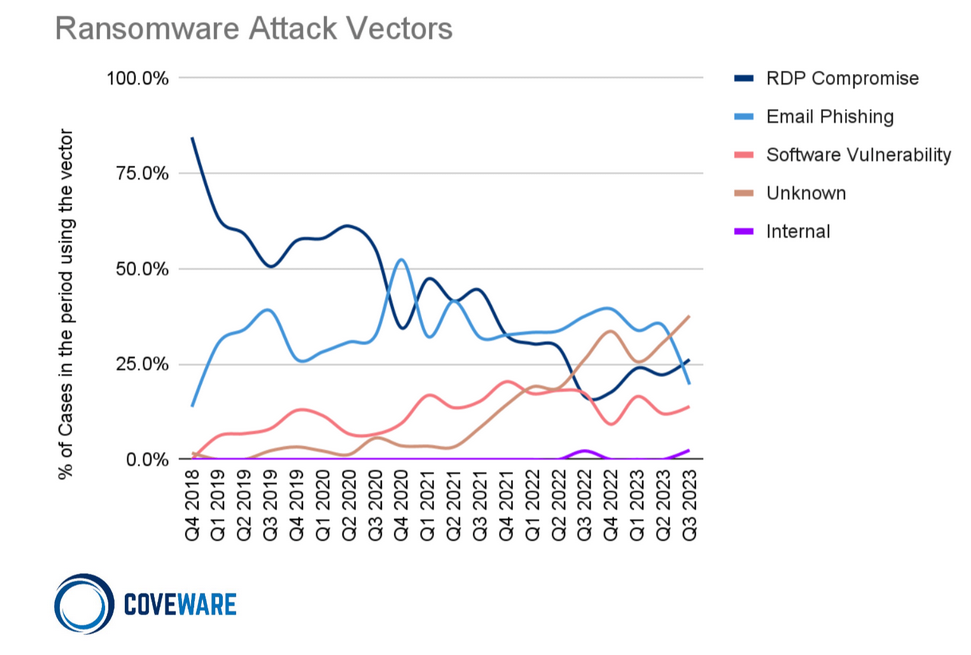 Ransomware Attack Vectors
% of Cases in the period using the vector
100.0%
75.0%
50.0%
25.0%
0.0%
Q4 2018
Q1 2019
Q2 2019
Q3 2019
Q4 2019
Q1 2020
Q2 2020
Q3 2020
Q4 2020
Q1 2021
Q2 2021
Q3 2021
Q4 2021
Q1 2022
Q2 2022
Q3 2022
Q4 2022
Q1 2023
Q2 2023
Q3 2023
RDP Compromise
Email Phishing
Software Vulnerability
Unknown
Internal
COVEWARE